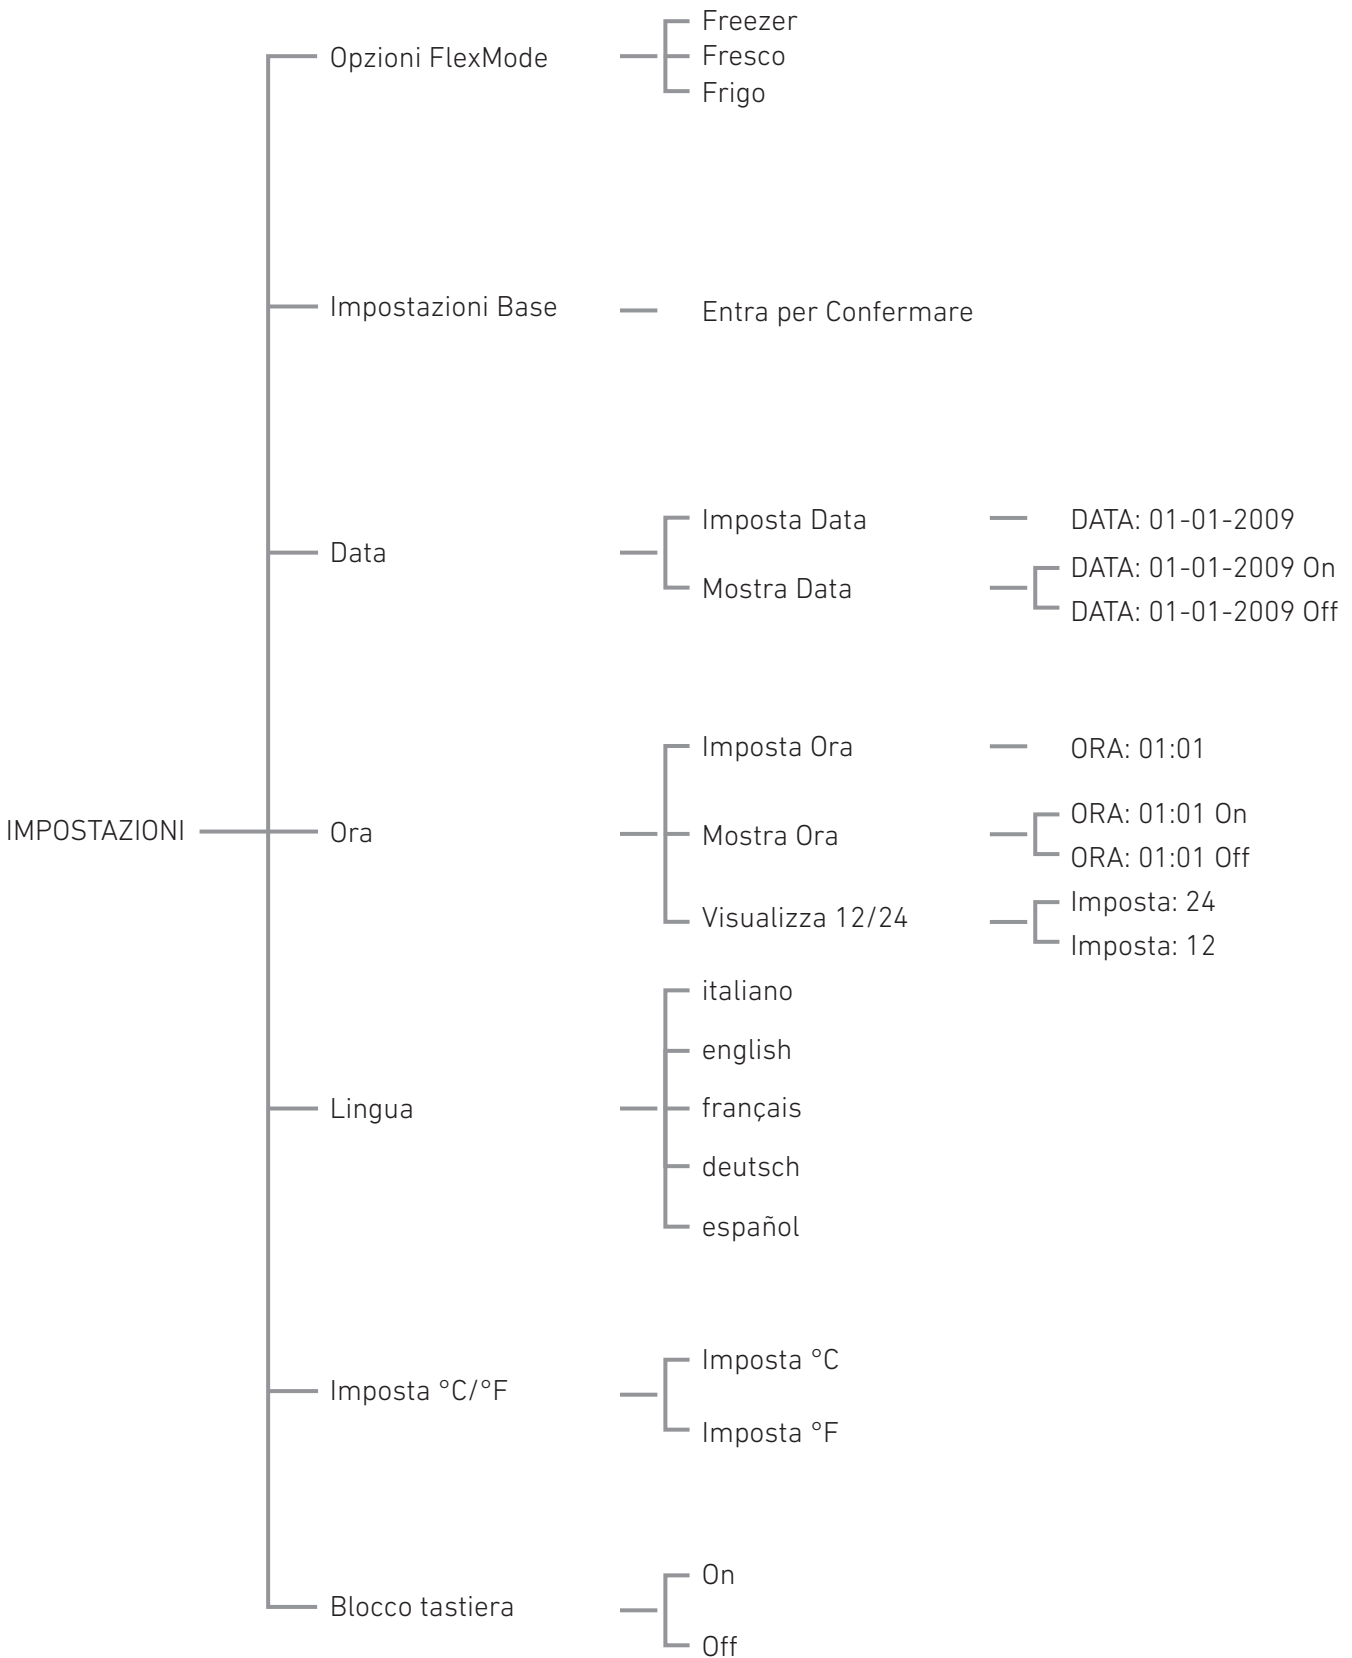 Opzioni FlexMode
Freezer
Fresco
Frigo
Impostazioni Base
Entra per Confermare
Data
Imposta Data
DATA: 01-01-2009
Mostra Data
DATA: 01-01-2009 On
DATA: 01-01-2009 Off
IMPOSTAZIONI
Ora
Imposta Ora
ORA: 01:01
Mostra Ora
ORA: 01:01 On
ORA: 01:01 Off
Visualizza 12/24
Imposta: 24
Imposta: 12
Lingua
italiano
english
français
deutsch
español
Imposta °C/°F
Imposta °C
Imposta °F
Blocco tastiera
On
Off